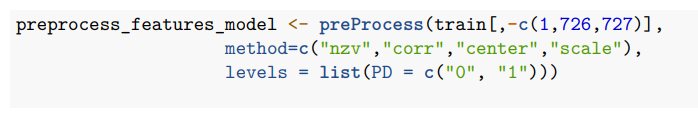 preprocess_features_model <- preProcess(train[,-c(1,726,727)],
method=c("nzv","corr","center","scale"),
levels = list(PD = c("0", "1")))